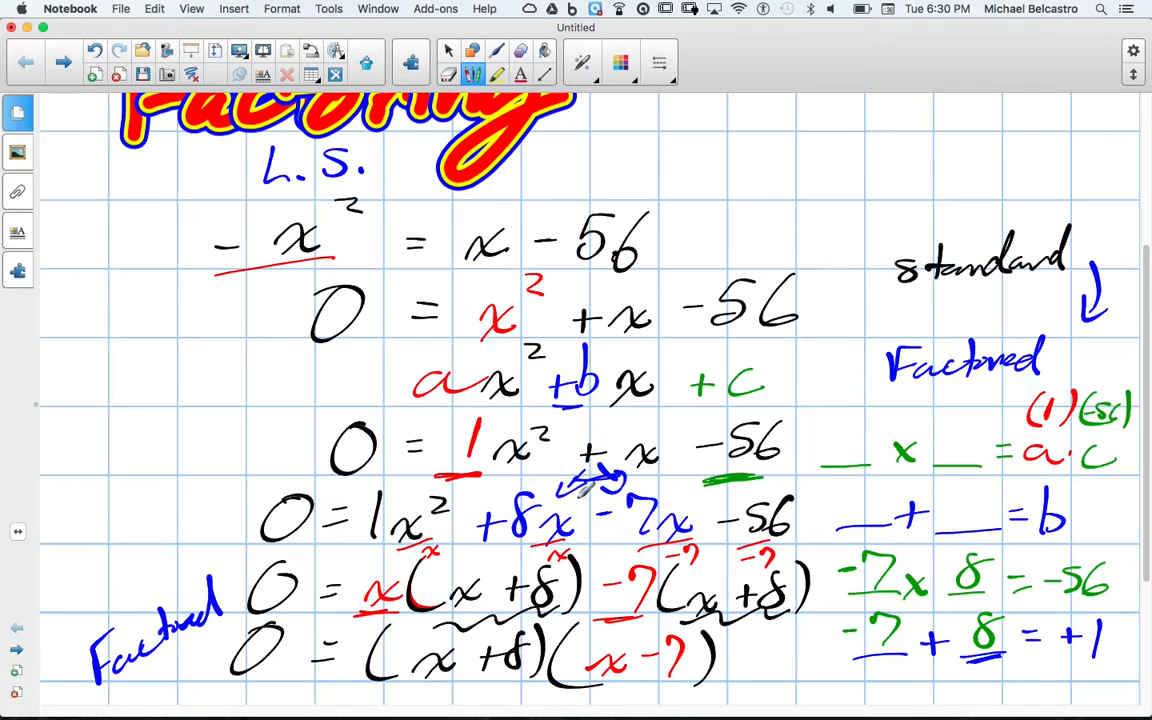 Notebook File Edit View Insert Format Tools Window Add-ons Help Tue 6:30 PM Michael Belcastro
Untitled
Factoring
L.S.
- x² = x - 56
standard
0 = x² + x - 56
Factored
ax² + bx + c
(1) (-56)
0 = 1x² + x - 56
__ x __ = a · c
0 = 1x² + 8x - 7x - 56
__ + __ = b
x x -7 -7
0 = x(x + 8) - 7(x + 8)
-7 x 8 = -56
Factored
0 = (x + 8)(x - 7)
-7 + 8 = +1